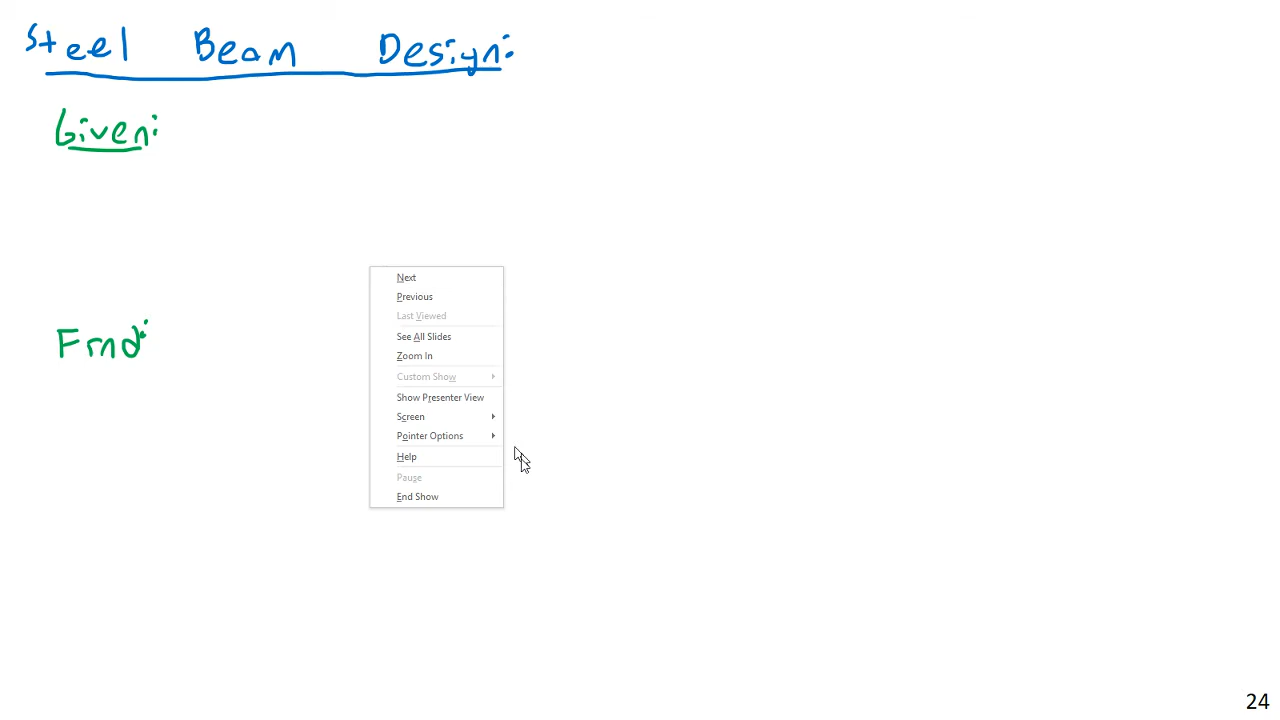 Steel Beam Design:
Given:
Find:
Next
Previous
Last Viewed
See All Slides
Zoom In
Custom Show
Show Presenter View
Screen
Pointer Options
Help
Pause
End Show
24